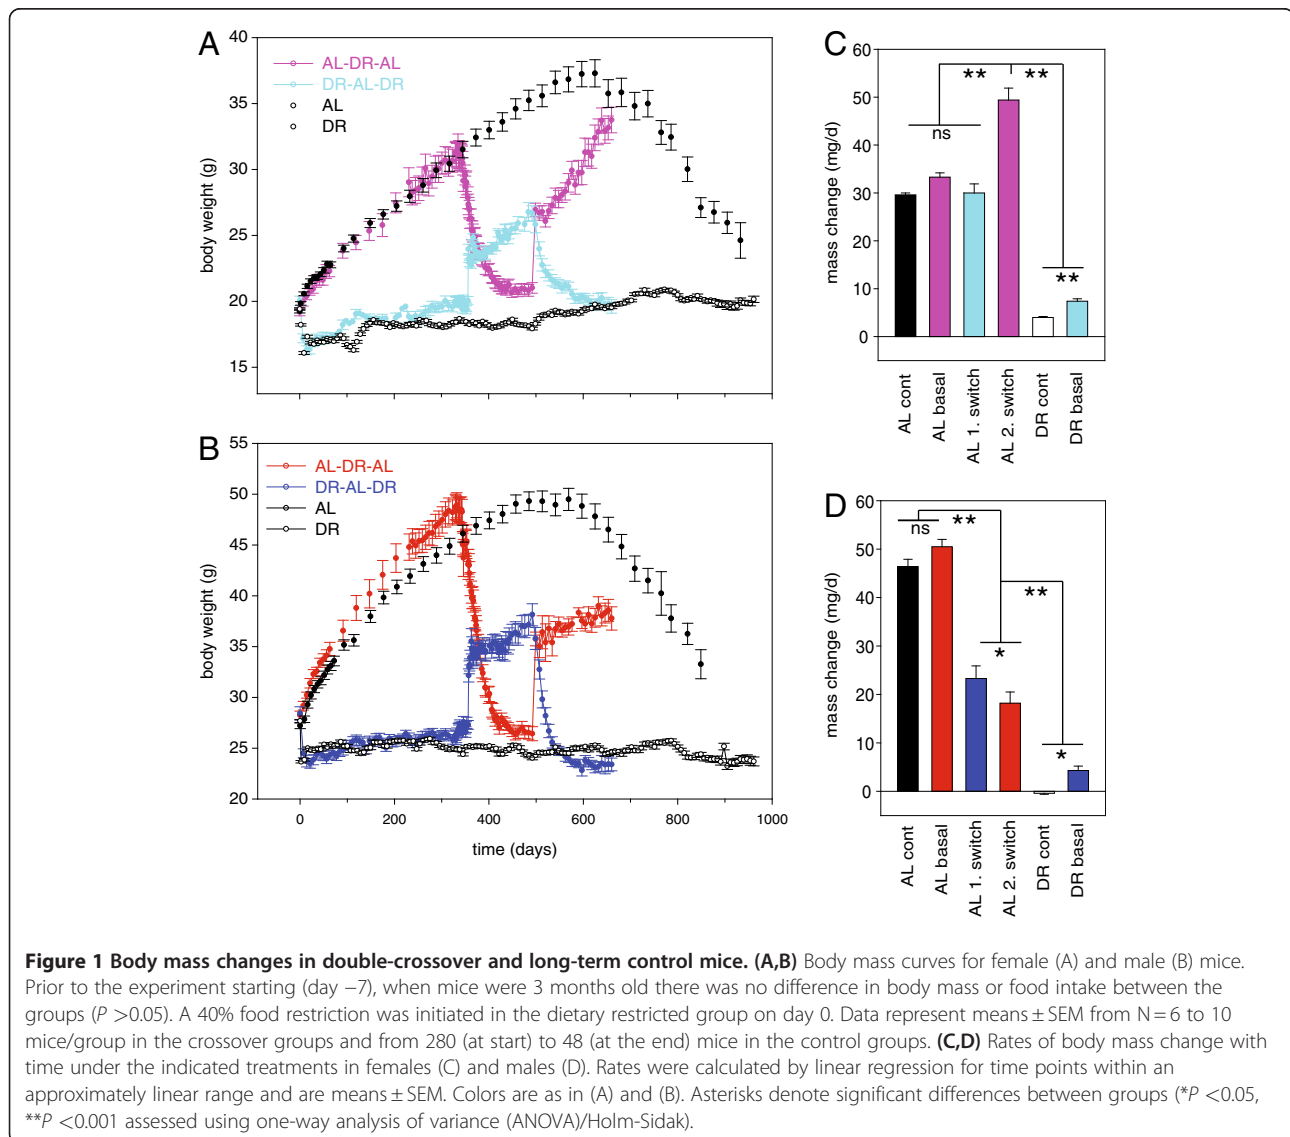 A
40
35
30
25
20
15
body weight (g)
AL-DR-AL
DR-AL-DR
AL
DR
0
200
400
600
800
1000
B
55
50
45
40
35
30
25
20
body weight (g)
AL-DR-AL
DR-AL-DR
AL
DR
0
200
400
600
800
1000
time (days)
C
60
50
40
30
20
10
0
mass change (mg/d)
** **
ns
**
AL cont
AL basal
AL 1. switch
AL 2. switch
DR cont
DR basal
D
60
50
40
30
20
10
0
mass change (mg/d)
ns
**
**
*
*
AL cont
AL basal
AL 1. switch
AL 2. switch
DR cont
DR basal
Figure 1 Body mass changes in double-crossover and long-term control mice. (A,B) Body mass curves for female (A) and male (B) mice.
Prior to the experiment starting (day −7), when mice were 3 months old there was no difference in body mass or food intake between the
groups (P >0.05). A 40% food restriction was initiated in the dietary restricted group on day 0. Data represent means ± SEM from N = 6 to 10
mice/group in the crossover groups and from 280 (at start) to 48 (at the end) mice in the control groups. (C,D) Rates of body mass change with
time under the indicated treatments in females (C) and males (D). Rates were calculated by linear regression for time points within an
approximately linear range and are means ± SEM. Colors are as in (A) and (B). Asterisks denote significant differences between groups (*P <0.05,
**P <0.001 assessed using one-way analysis of variance (ANOVA)/Holm-Sidak).